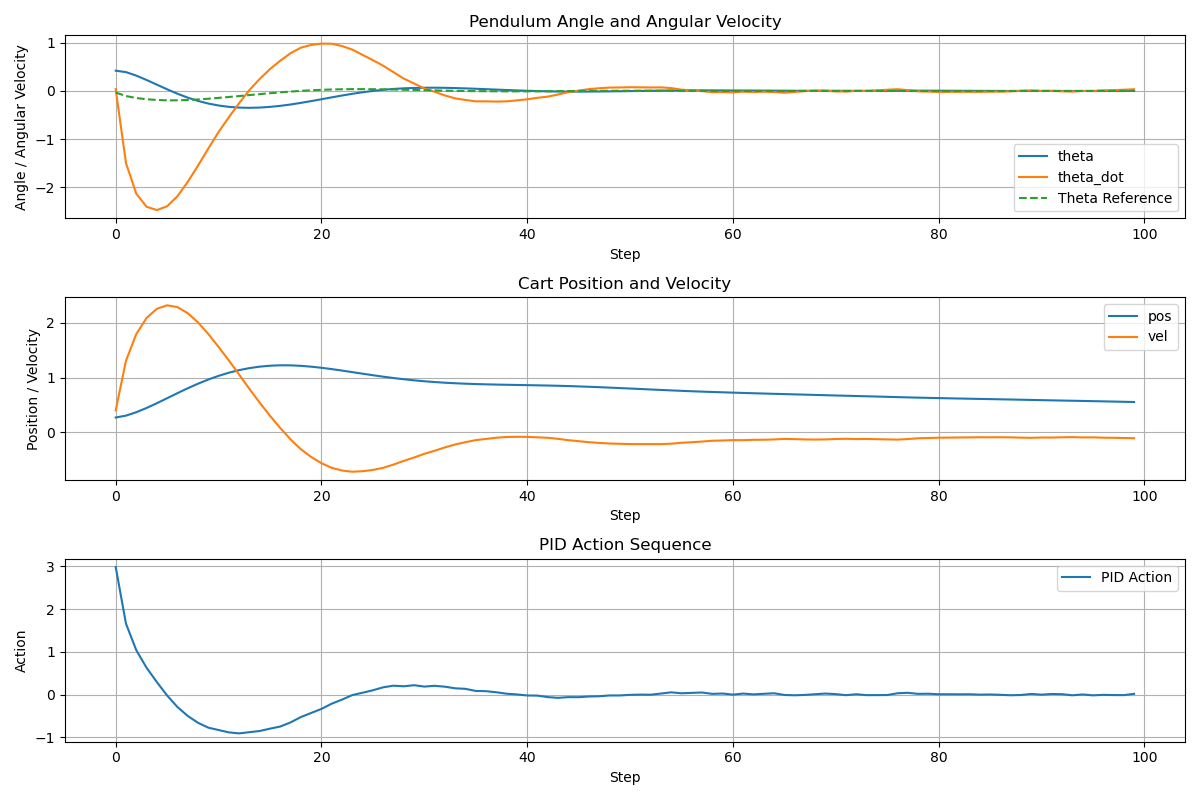 Pendulum Angle and Angular Velocity
Angle / Angular Velocity
1
0
−1
−2
theta
theta_dot
Theta Reference
0 20 40 60 80 100
Step
Cart Position and Velocity
Position / Velocity
2
1
0
pos
vel
0 20 40 60 80 100
Step
PID Action Sequence
Action
3
2
1
0
−1
PID Action
0 20 40 60 80 100
Step